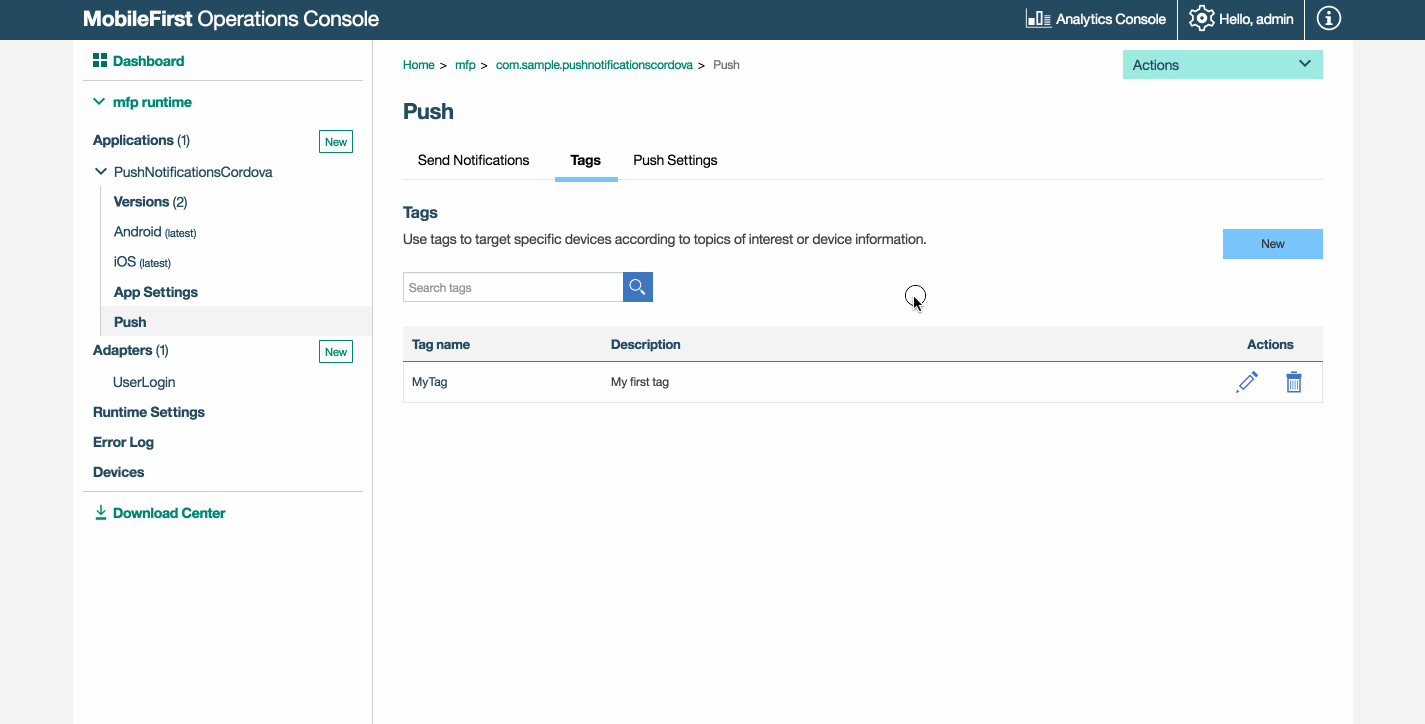 MobileFirst Operations Console
Analytics Console
Hello, admin
Dashboard
mfp runtime
Applications (1)
New
PushNotificationsCordova
Versions (2)
Android (latest)
iOS (latest)
App Settings
Push
Adapters (1)
New
UserLogin
Runtime Settings
Error Log
Devices
Download Center
Home > mfp > com.sample.pushnotificationscordova > Push
Actions
Push
Send Notifications
Tags
Push Settings
Tags
Use tags to target specific devices according to topics of interest or device information.
New
Search tags
Tag name Description Actions
MyTag My first tag